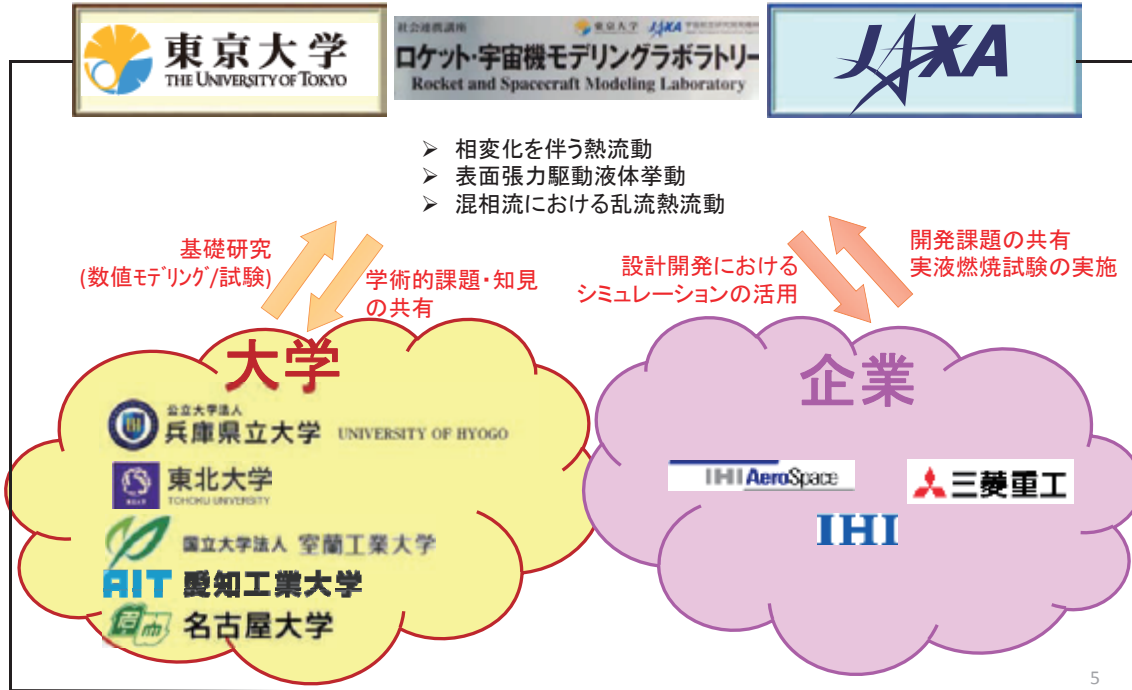 東京大学
THE UNIVERSITY OF TOKYO
社会連携講座
東京大学 JAXA
ロケット・宇宙機モデリングラボラトリー
Rocket and Spacecraft Modeling Laboratory
JAXA
➢ 相変化を伴う熱流動
➢ 表面張力駆動液体挙動
➢ 混相流における乱流熱流動
基礎研究
(数値ﾓﾃﾞﾘﾝｸﾞ/試験)
学術的課題・知見
の共有
設計開発における
シミュレーションの活用
開発課題の共有
実液燃焼試験の実施
大学
公立大学法人
兵庫県立大学 UNIVERSITY OF HYOGO
東北大学
TOHOKU UNIVERSITY
国立大学法人 室蘭工業大学
AIT 愛知工業大学
名古屋大学
企業
IHI AeroSpace
三菱重工
IHI
5